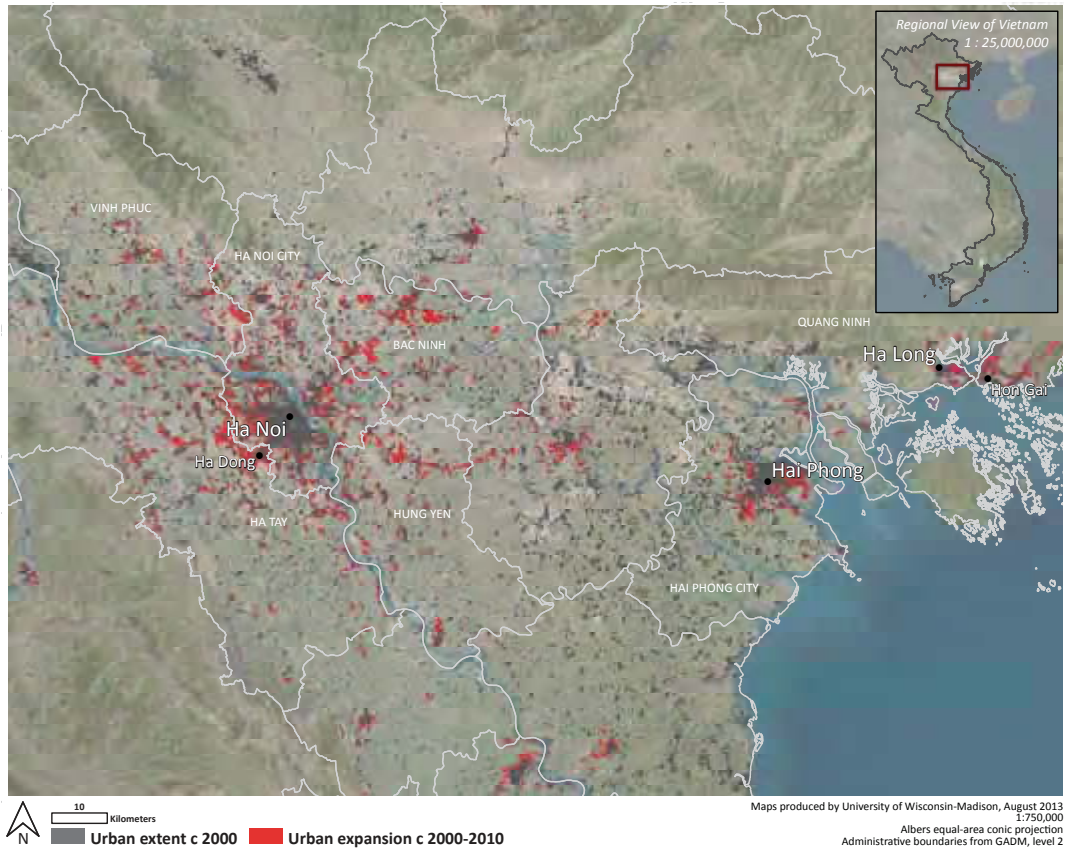 Regional View of Vietnam
1 : 25,000,000
VINH PHUC
HA NOI CITY
QUANG NINH
BAC NINH
Ha Long
Hon Gai
Ha Noi
Ha Dong
Hai Phong
HUNG YEN
HA TAY
HAI PHONG CITY
N
10
Kilometers
Urban extent c 2000
Urban expansion c 2000-2010
Maps produced by University of Wisconsin-Madison, August 2013
1:750,000
Albers equal-area conic projection
Administrative boundaries from GADM, level 2